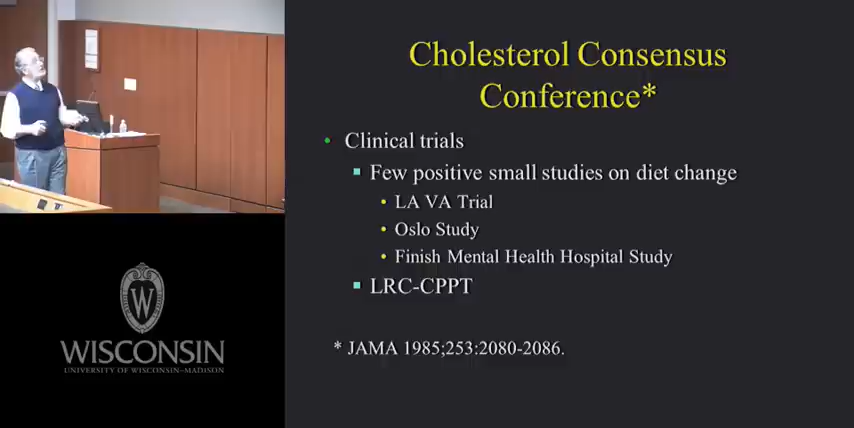 Cholesterol Consensus
Conference*
• Clinical trials
▪ Few positive small studies on diet change
• LA VA Trial
• Oslo Study
• Finish Mental Health Hospital Study
▪ LRC-CPPT
* JAMA 1985;253:2080-2086.
W
WISCONSIN
UNIVERSITY OF WISCONSIN–MADISON